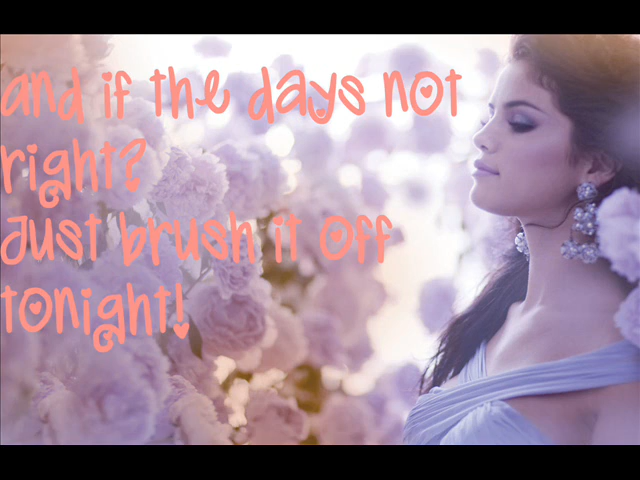 and if the days not
right?
Just brush it off
tonight!